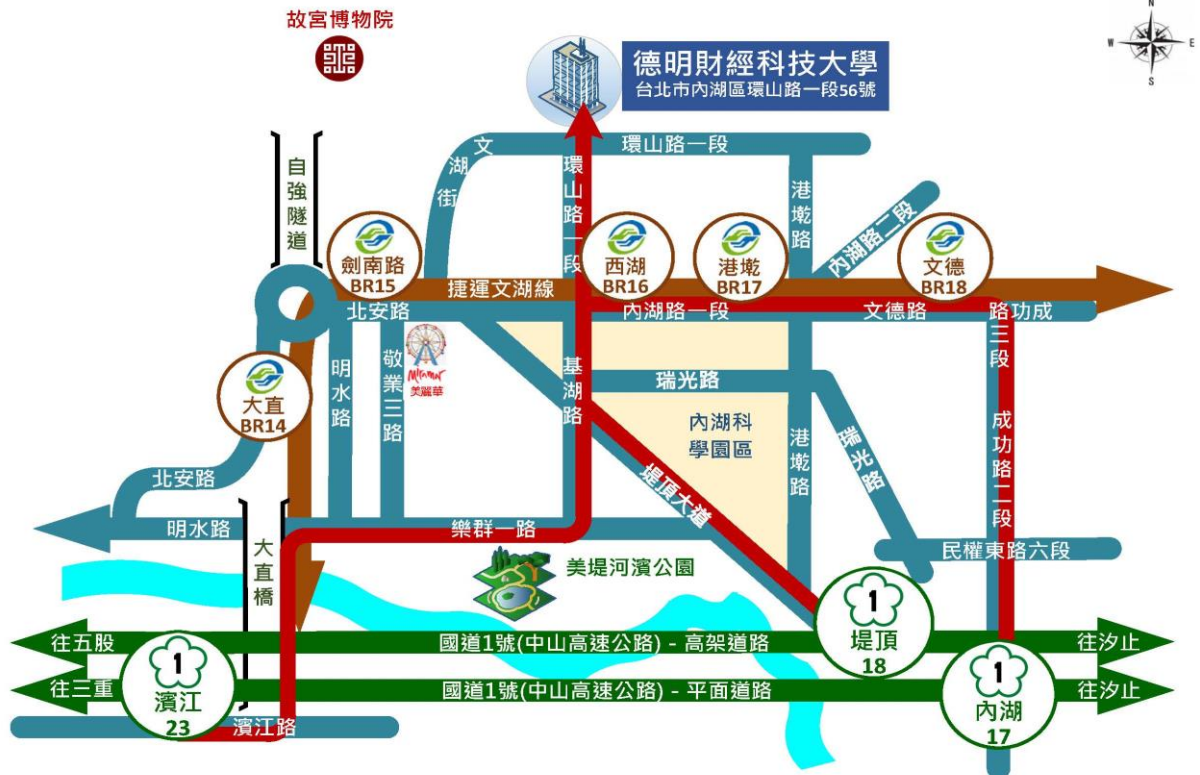 故宮博物院
N
W
E
S
德明財經科技大學
台北市內湖區環山路一段56號
文湖街
環山路一段
環山路一段
港墘路
自強隧道
內湖路二段
劍南路
BR15
西湖
BR16
港墘
BR17
文德
BR18
捷運文湖線
北安路
內湖路一段
文德路
路功成
三段
大直
BR14
明水路
敬業三路
miramar
美麗華
基湖路
瑞光路
內湖科
學園區
港墘路
瑞光路
成功路二段
堤頂大道
北安路
明水路
大直橋
樂群一路
民權東路六段
美堤河濱公園
1
堤頂
18
往五股
國道1號(中山高速公路) - 高架道路
往汐止
1
濱江
23
往三重
國道1號(中山高速公路) - 平面道路
往汐止
1
內湖
17
濱江路